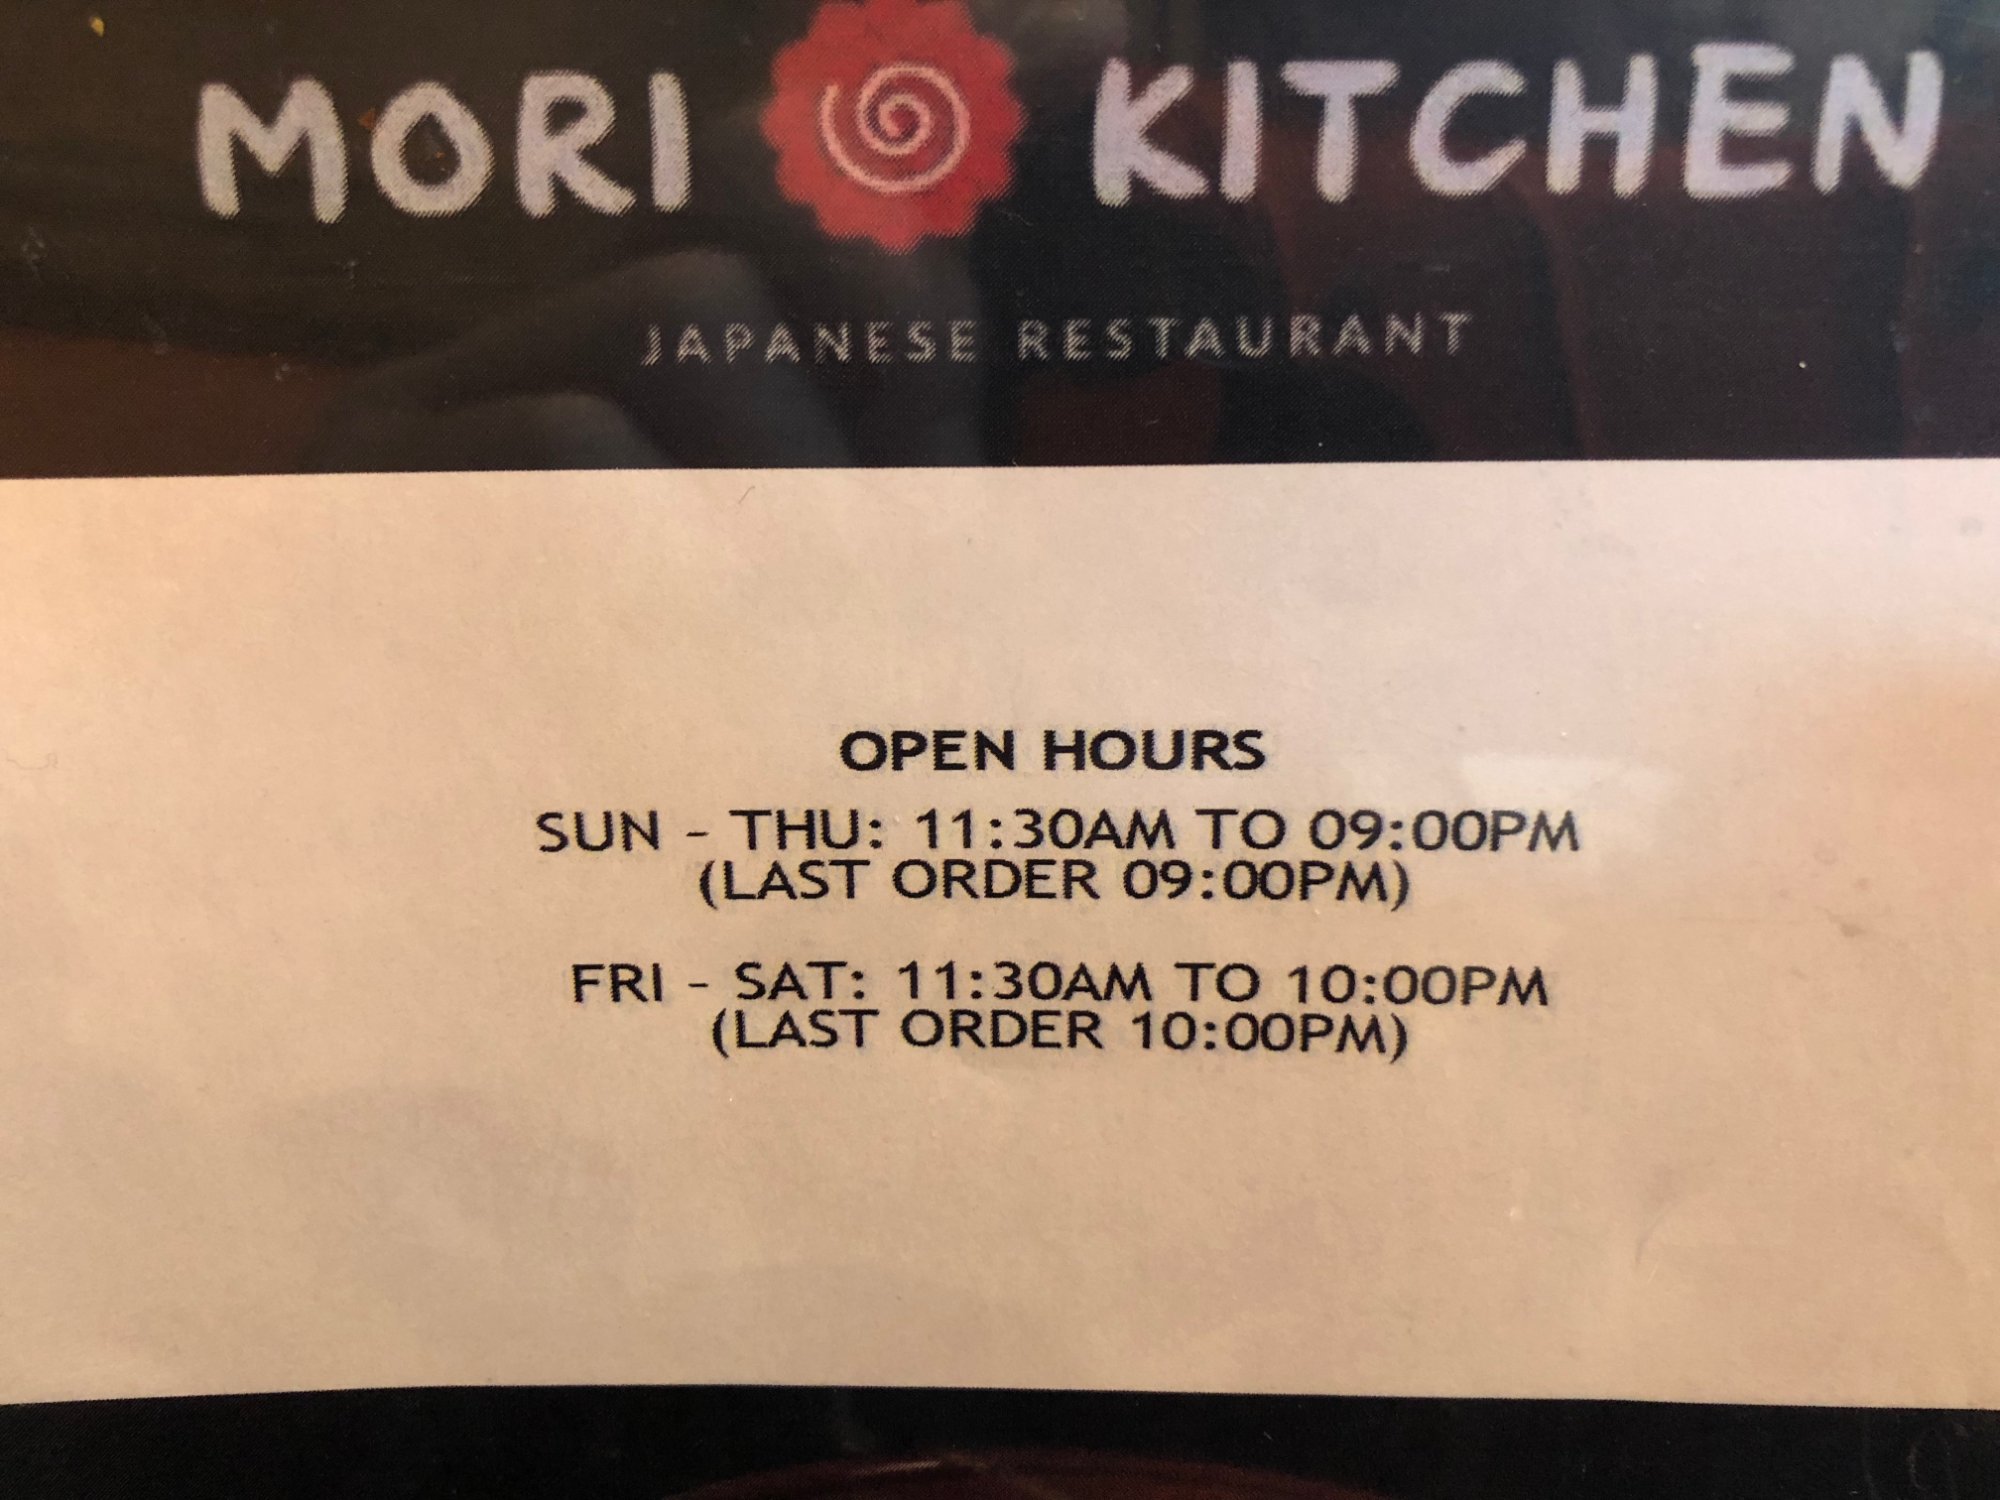 MORI KITCHEN
JAPANESE RESTAURANT
OPEN HOURS
SUN - THU: 11:30AM TO 09:00PM
(LAST ORDER 09:00PM)
FRI - SAT: 11:30AM TO 10:00PM
(LAST ORDER 10:00PM)